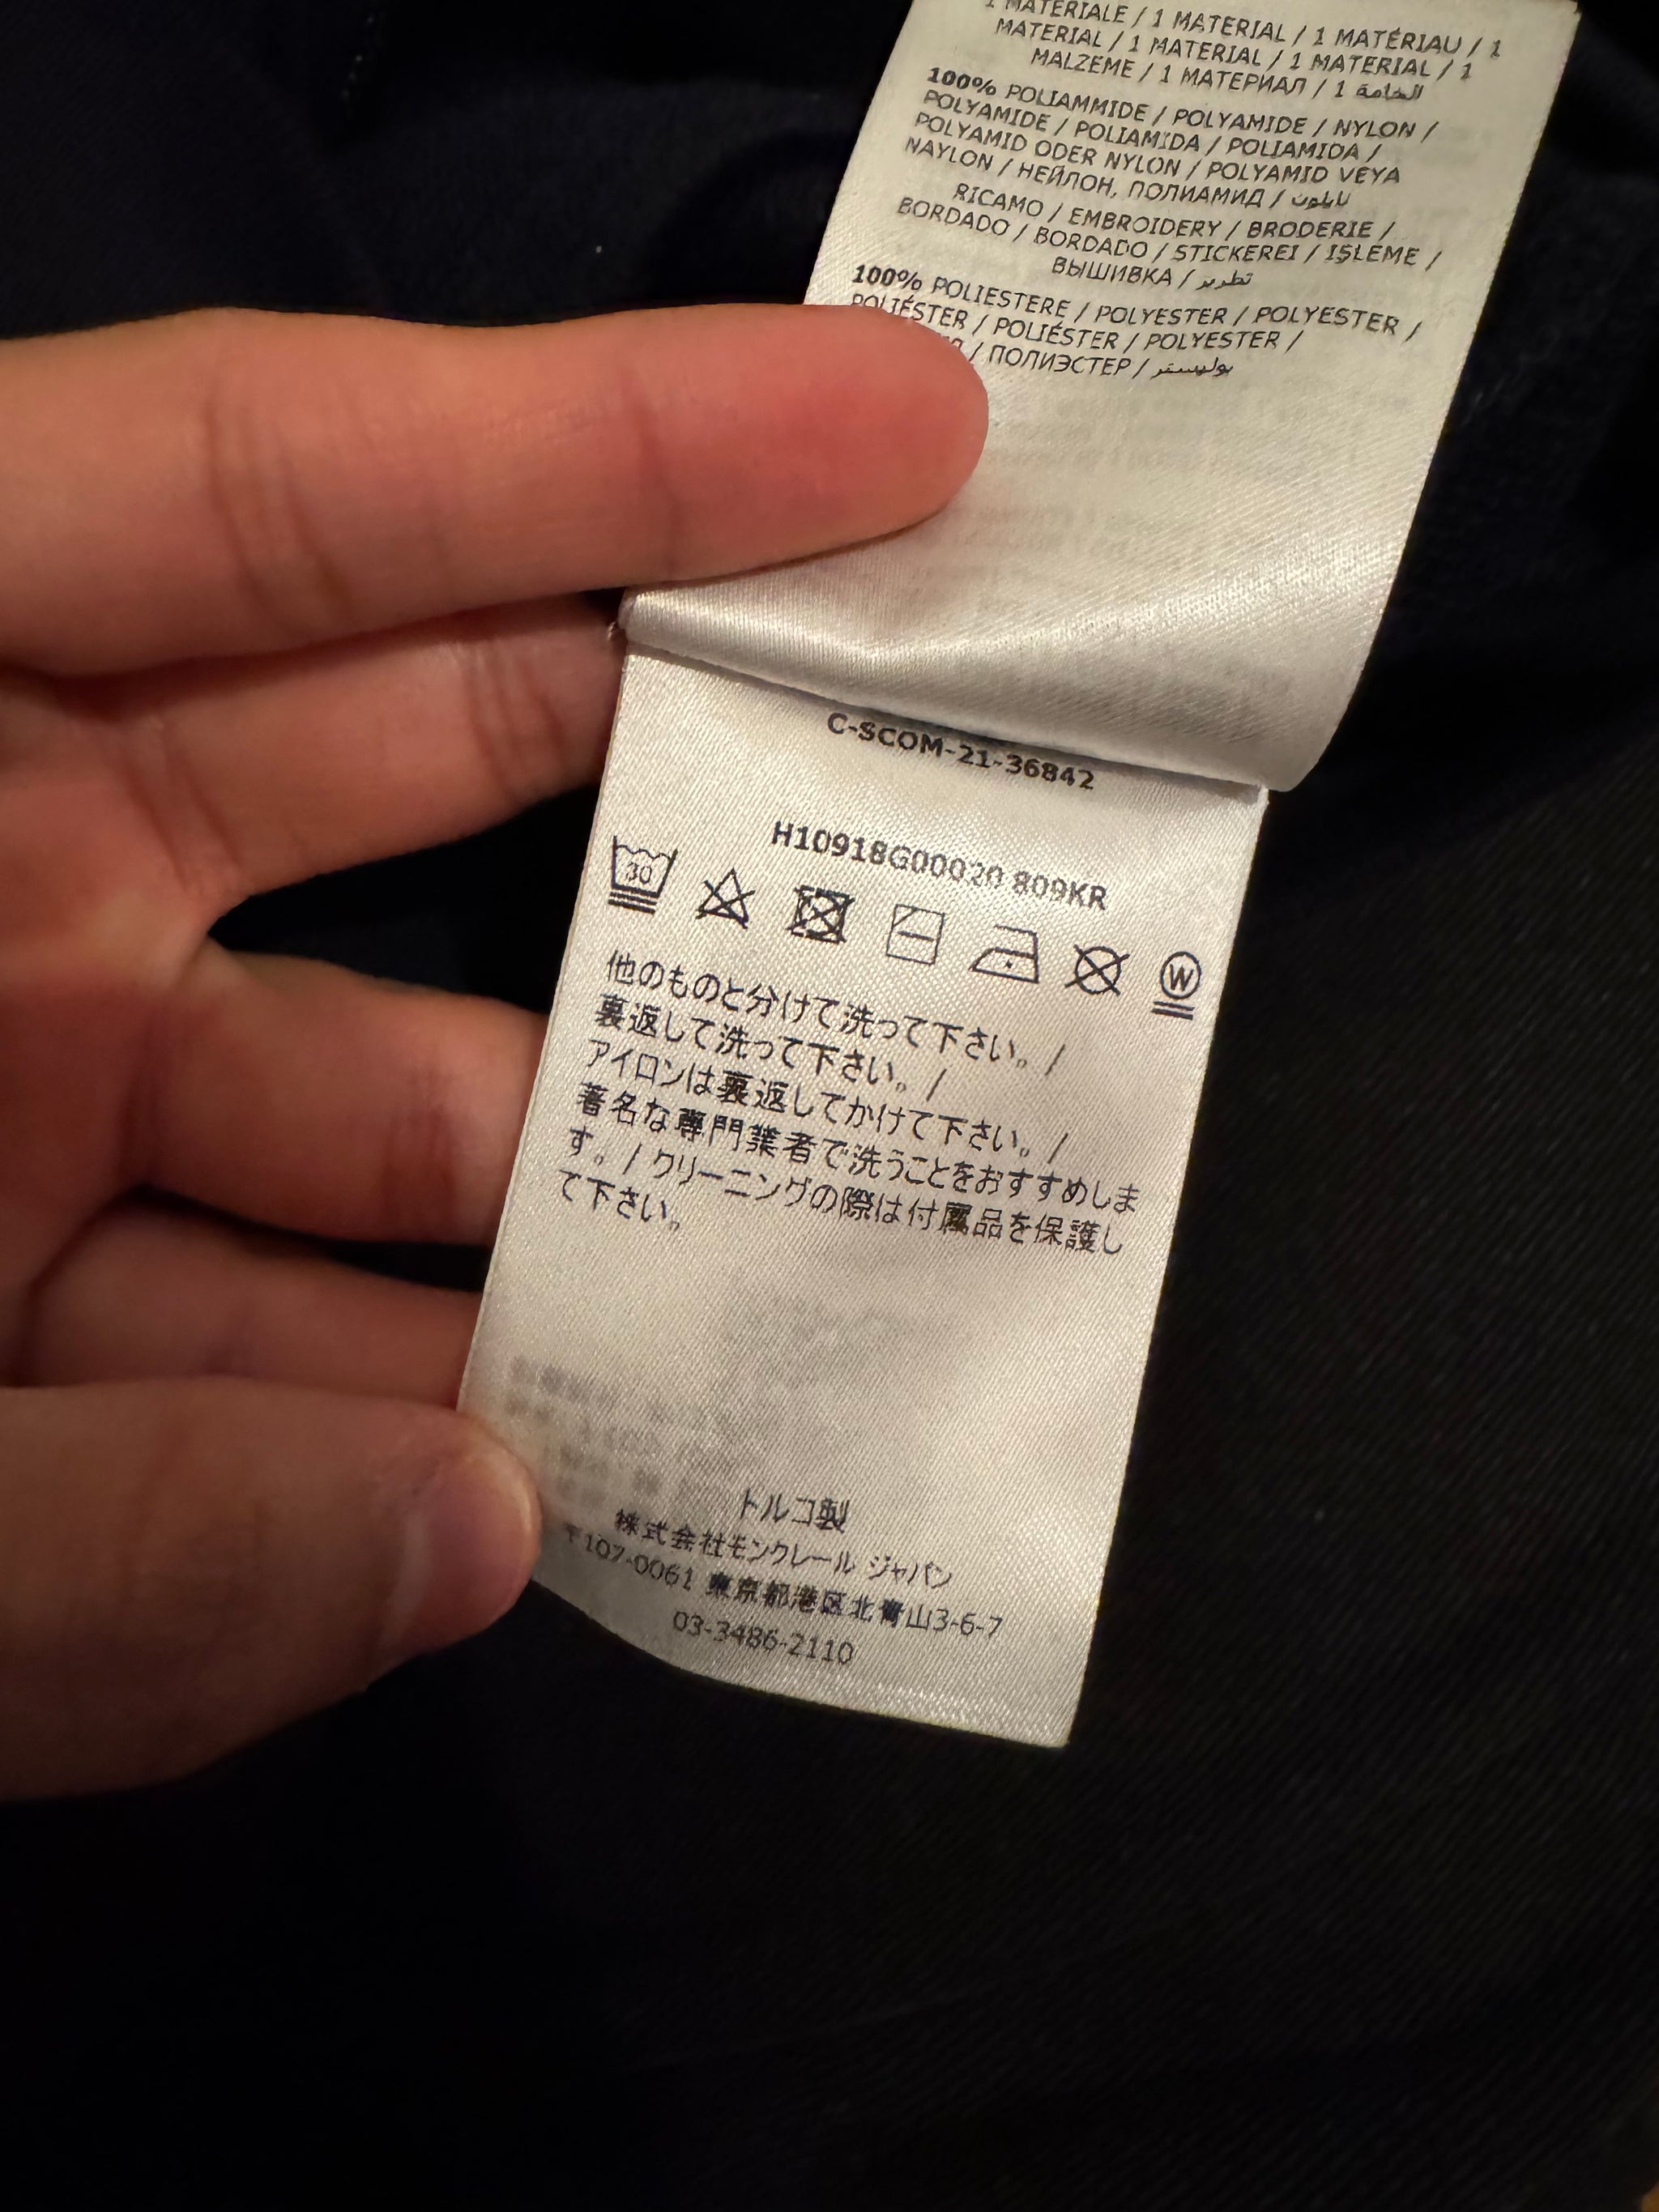 1 MATERIALE / 1 MATERIAL / 1 MATÉRIAU / 1
MATERIAL / 1 MATERIAL / 1 MATERIAL / 1
MALZEME / 1 МАТЕРИАЛ / 1 الخامة
100% POLIAMMIDE / POLYAMIDE / NYLON /
POLYAMIDE / POLIAMIDA / POLIAMIDA /
POLYAMID ODER NYLON / POLYAMID VEYA
NAYLON / НЕЙЛОН, ПОЛИАМИД / نايلون
RICAMO / EMBROIDERY / BRODERIE /
BORDADO / BORDADO / STICKEREI / IŞLEME /
ВЫШИВКА / تطريز
100% POLIESTERE / POLYESTER / POLYESTER /
POLIÉSTER / POLIÉSTER / POLYESTER /
/ ПОЛИЭСТЕР / بوليستر
C-SCOM-21-36842
H10918G00020 809KR
30
W
他のものと分けて洗って下さい。/
裏返して洗って下さい。/
アイロンは裏返してかけて下さい。/
著名な専門業者で洗うことをおすすめしま
す。/ クリーニングの際は付属品を保護し
て下さい。
トルコ製
株式会社モンクレール ジャパン
〒107-0061 東京都港区北青山3-6-7
03-3486-2110